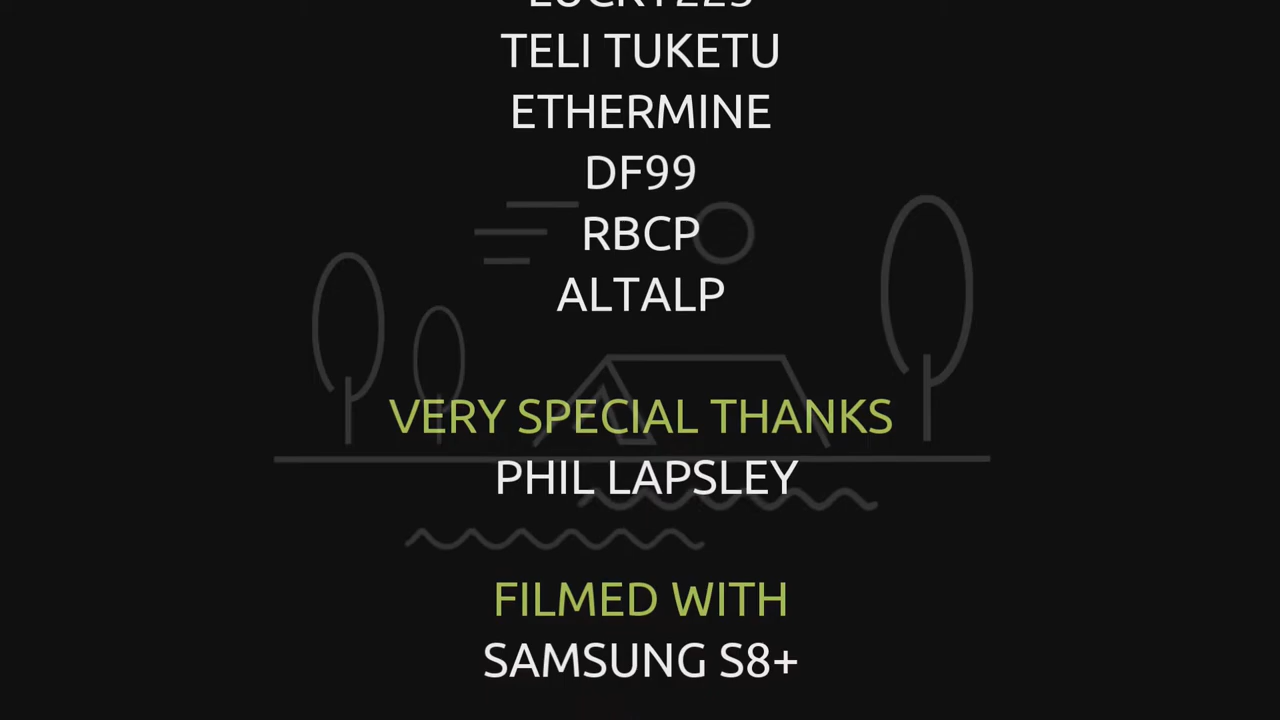 TELI TUKETU
ETHERMINE
DF99
RBCP
ALTALP
VERY SPECIAL THANKS
PHIL LAPSLEY
FILMED WITH
SAMSUNG S8+